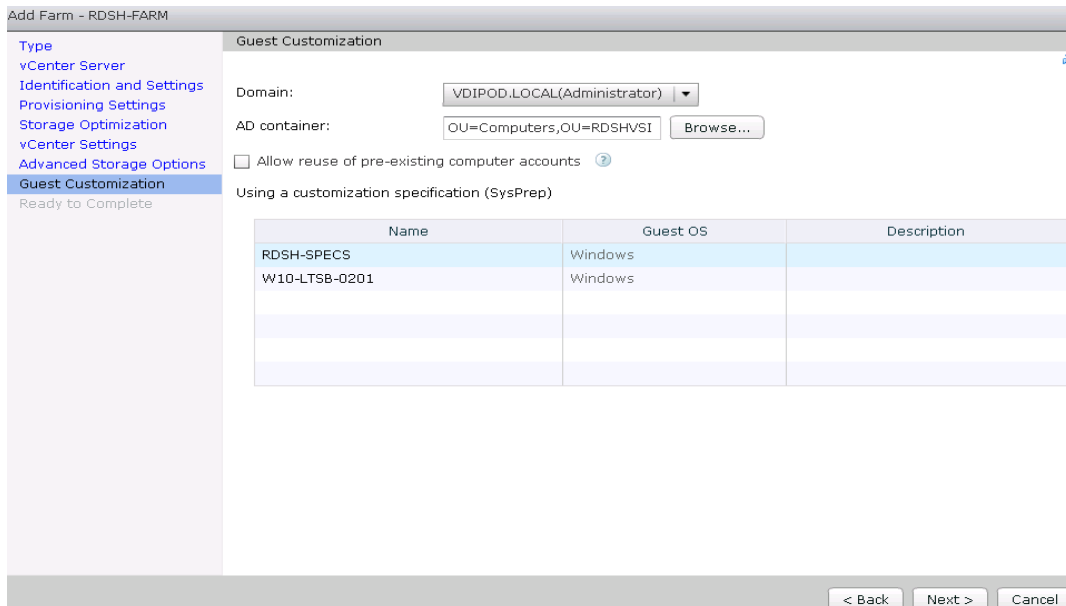 Add Farm - RDSH-FARM
Type
vCenter Server
Identification and Settings
Provisioning Settings
Storage Optimization
vCenter Settings
Advanced Storage Options
Guest Customization
Ready to Complete
Guest Customization
Domain: VDIPOD.LOCAL(Administrator)
AD container: OU=Computers,OU=RDSHVSI Browse...
Allow reuse of pre-existing computer accounts ?
Using a customization specification (SysPrep)
Name Guest OS Description
RDSH-SPECS Windows
W10-LTSB-0201 Windows
< Back Next > Cancel